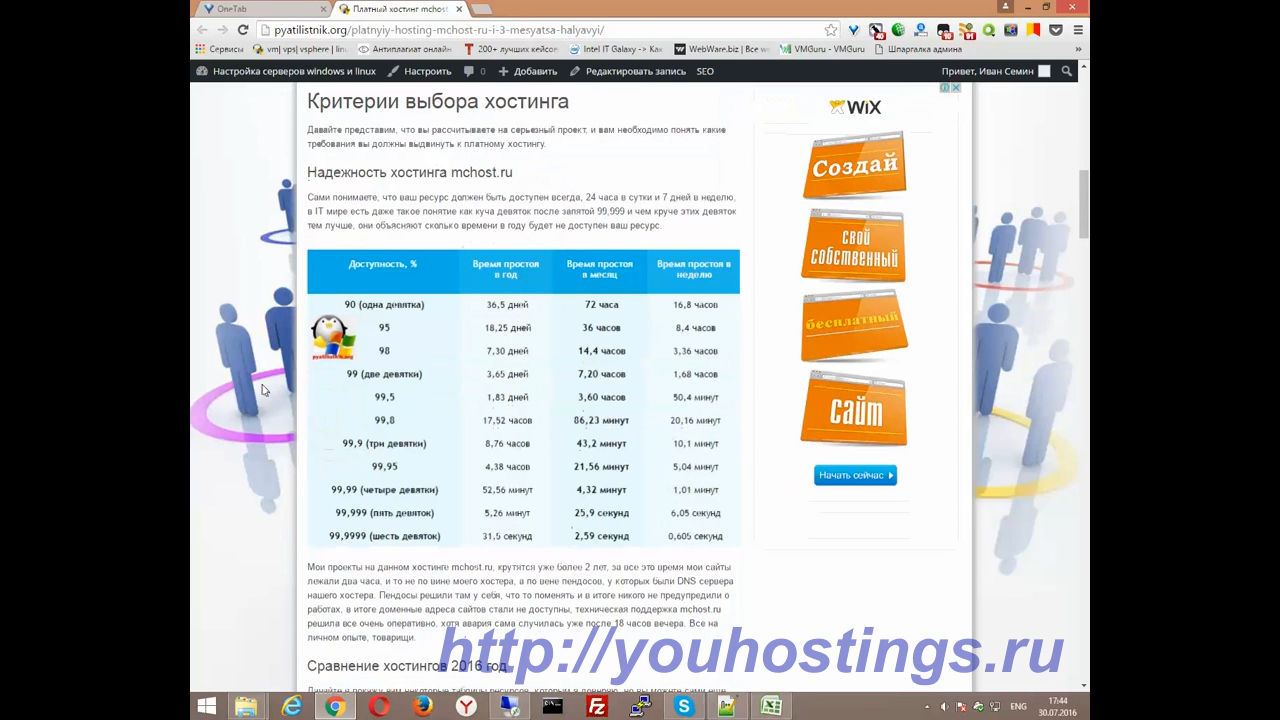 OneTab
Платный хостинг mchost
pyatilistnik.org/platnyiy-hosting-mchost-ru-i-3-mesyatsa-halyavyi/
Сервисы
vm| vps| vsphere | in
Антиплагиат онлайн
200+ лучших кейсов
Intel IT Galaxy -> Ка
WebWare.biz | Все w
VMGuru - VMGuru
Шпаргалка админа
Настройка серверов windows и linux
Настроить
0
Добавить
Редактировать запись
SEO
Привет, Иван Семин
Критерии выбора хостинга
Давайте представим, что вы рассчитываете на серьезный проект, и вам необходимо понять какие
требования вы должны выдвинуть к платному хостингу.
Надежность хостинга mchost.ru
Сами понимаете, что ваш ресурс должен быть доступен всегда, 24 часа в сутки и 7 дней в неделю,
в IT мире есть даже такое понятие как куча девяток после запятой 99,999 и чем круче этих девяток
тем лучше, они объясняют сколько времени в году будет не доступен ваш ресурс.
Доступность, % Время простоя в год Время простоя в месяц Время простоя в неделю
90 (одна девятка) 36,5 дней 72 часа 16,8 часов
95 18,25 дней 36 часов 8,4 часов
98 7,30 дней 14,4 часов 3,36 часов
99 (две девятки) 3,65 дней 7,20 часов 1,68 часов
99,5 1,83 дней 3,60 часов 50,4 минут
99,8 17,52 часов 86,23 минут 20,16 минут
99,9 (три девятки) 8,76 часов 43,2 минут 10,1 минут
99,95 4,38 часов 21,56 минут 5,04 минут
99,99 (четыре девятки) 52,56 минут 4,32 минут 1,01 минут
99,999 (пять девяток) 5,26 минут 25,9 секунд 6,05 секунд
99,9999 (шесть девяток) 31,5 секунд 2,59 секунд 0,605 секунд
pyatilistnik.org
Мои проекты на данном хостинге mchost.ru, крутятся уже более 2 лет, за все это время мои сайты
лежали два часа, и то не по вине моего хостера, а по вене пендосов, у которых были DNS сервера
нашего хостера. Пендосы решили там у себя, что то поменять и в итоге никого не предупредили о
работах, в итоге доменные адреса сайтов стали не доступны, техническая поддержка mchost.ru
решила все очень оперативно, хотя авария сама случилась уже после 18 часов вечера. Все на
личном опыте, товарищи.
Сравнение хостингов 2016 год
WiX
Создай
свой
собственный
бесплатный
сайт
Начать сейчас
http://youhostings.ru
ENG
17:44
30.07.2016